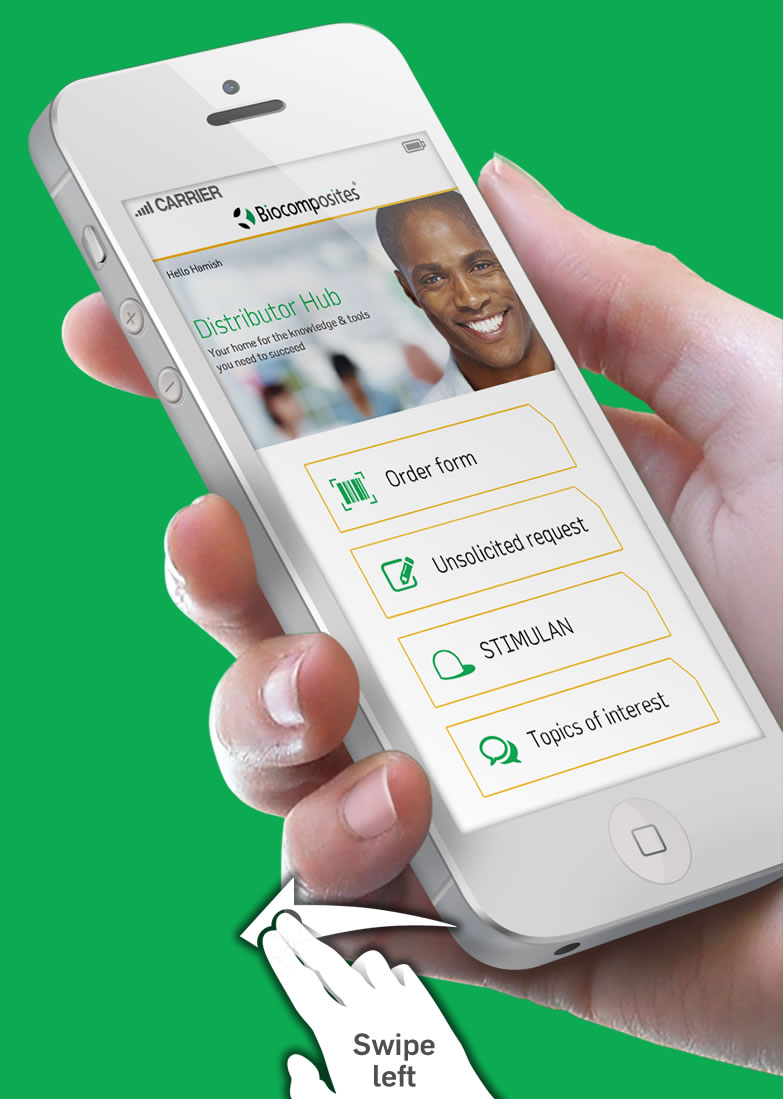 CARRIER
Biocomposites®
Hello Hamish
Distributor Hub
Your home for the knowledge & tools
you need to succeed
Order form
Unsolicited request
STIMULAN
Topics of interest
Swipe
left